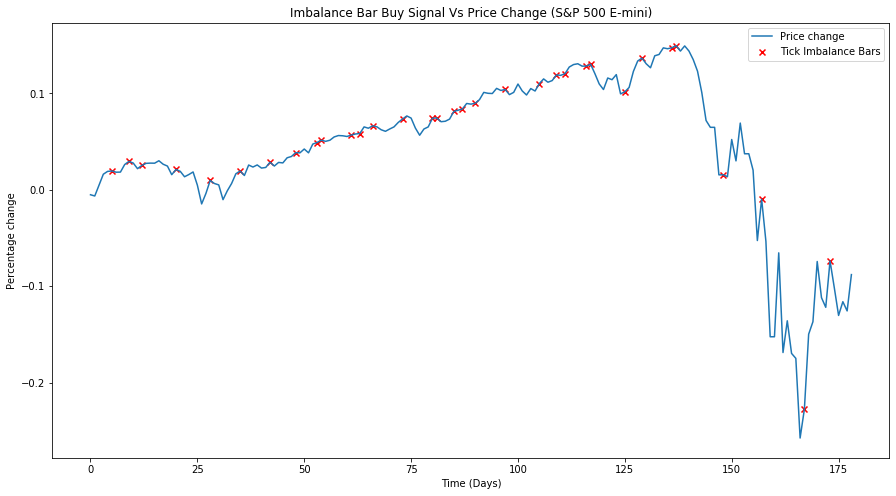 Imbalance Bar Buy Signal Vs Price Change (S&P 500 E-mini)
Price change
Tick Imbalance Bars
Percentage change
0.1
0.0
−0.1
−0.2
0 25 50 75 100 125 150 175
Time (Days)